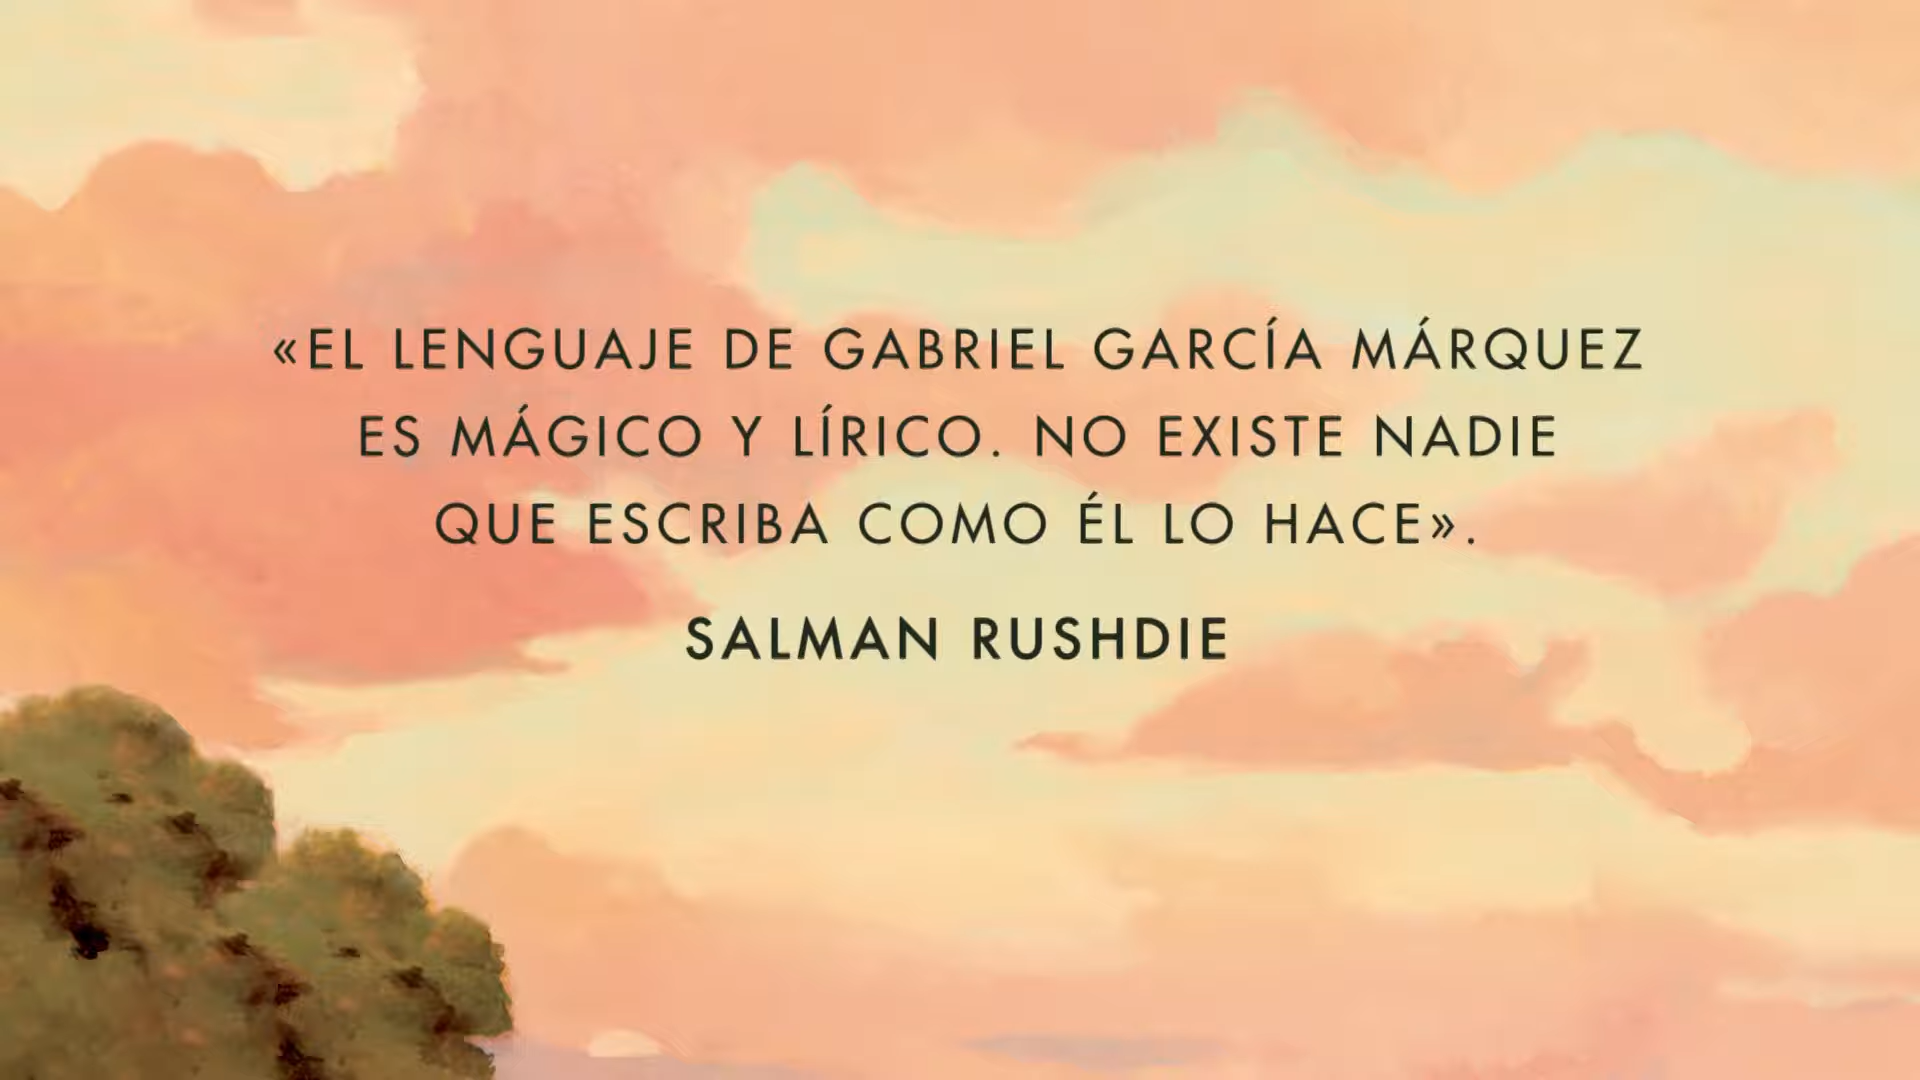 «EL LENGUAJE DE GABRIEL GARCÍA MÁRQUEZ
ES MÁGICO Y LÍRICO. NO EXISTE NADIE
QUE ESCRIBA COMO ÉL LO HACE».
SALMAN RUSHDIE